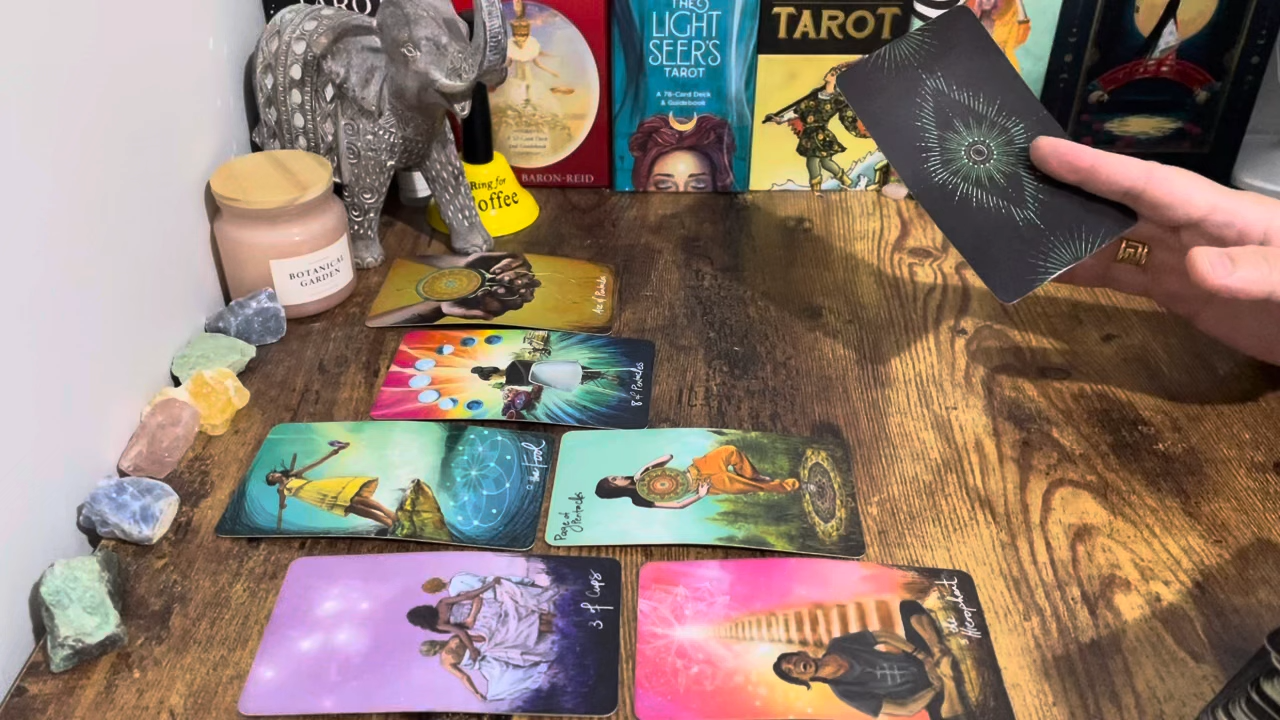 TARO
THE
LIGHT
SEER'S
TAROT
A 78-Card Deck
& Guidebook
TAROT
BARON-REID
Ring for
Coffee
BOTANICAL
GARDEN
Ace of Pentacles
8 of Pentacles
the Fool
Page of
Pentacles
3 of Cups
the
Hierophant